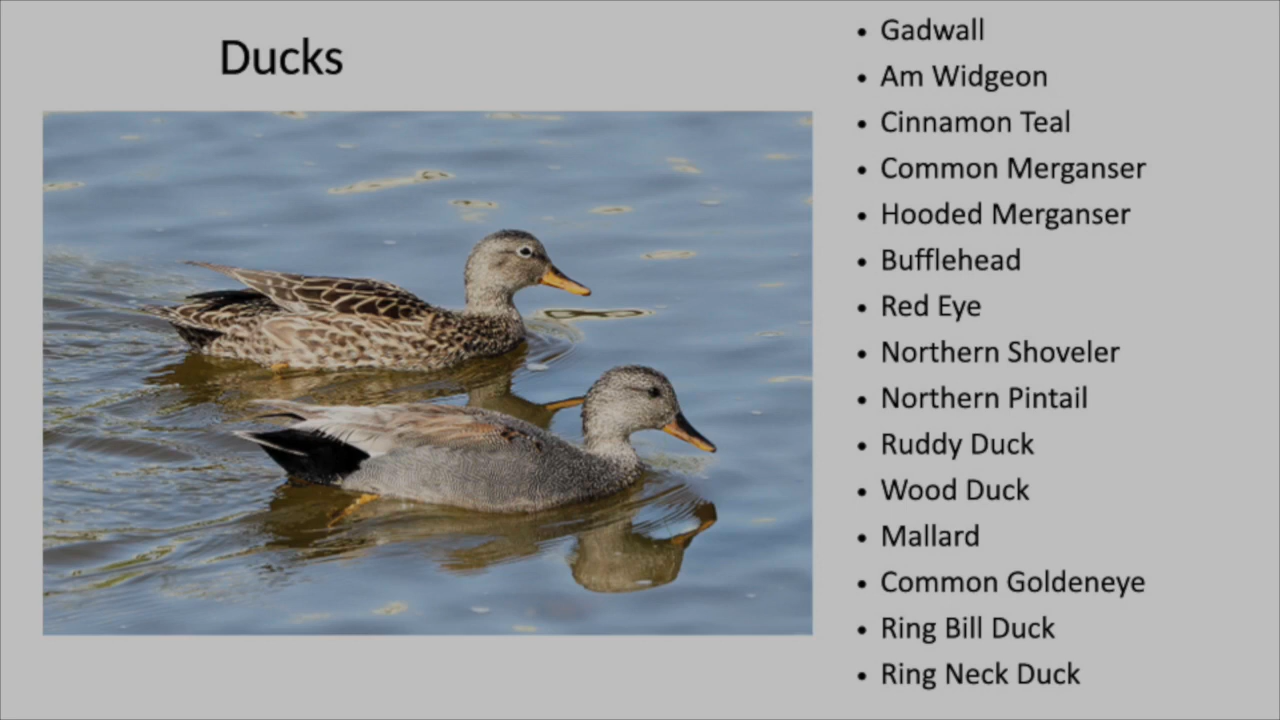 Ducks
• Gadwall
• Am Widgeon
• Cinnamon Teal
• Common Merganser
• Hooded Merganser
• Bufflehead
• Red Eye
• Northern Shoveler
• Northern Pintail
• Ruddy Duck
• Wood Duck
• Mallard
• Common Goldeneye
• Ring Bill Duck
• Ring Neck Duck